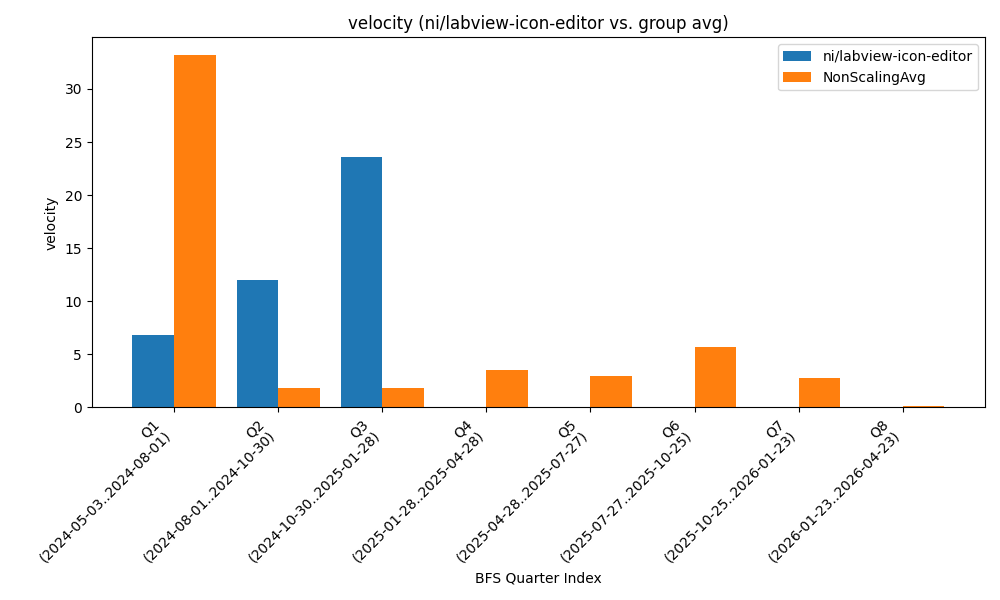 velocity (ni/labview-icon-editor vs. group avg)
ni/labview-icon-editor
NonScalingAvg
velocity
30
25
20
15
10
5
0
Q1
(2024-05-03..2024-08-01)
Q2
(2024-08-01..2024-10-30)
Q3
(2024-10-30..2025-01-28)
Q4
(2025-01-28..2025-04-28)
Q5
(2025-04-28..2025-07-27)
Q6
(2025-07-27..2025-10-25)
Q7
(2025-10-25..2026-01-23)
Q8
(2026-01-23..2026-04-23)
BFS Quarter Index